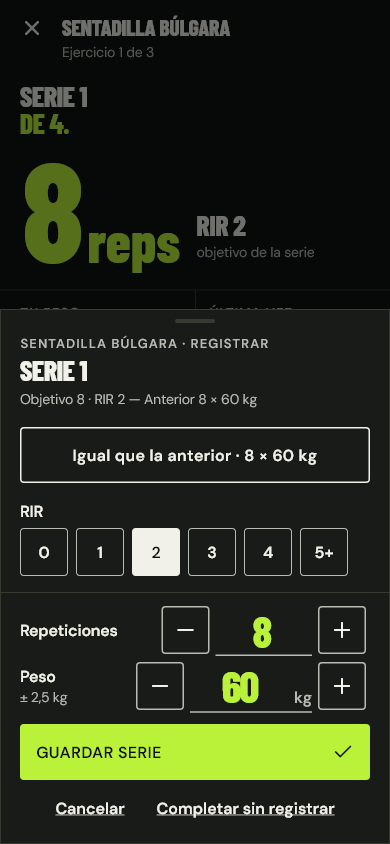 SENTADILLA BÚLGARA
Ejercicio 1 de 3
SERIE 1
DE 4.
8 reps
RIR 2
objetivo de la serie
SENTADILLA BÚLGARA · REGISTRAR
SERIE 1
Objetivo 8 · RIR 2 — Anterior 8 × 60 kg
Igual que la anterior · 8 × 60 kg
RIR
0 1 2 3 4 5+
Repeticiones − 8 +
Peso − 60 kg +
± 2,5 kg
GUARDAR SERIE
Cancelar Completar sin registrar